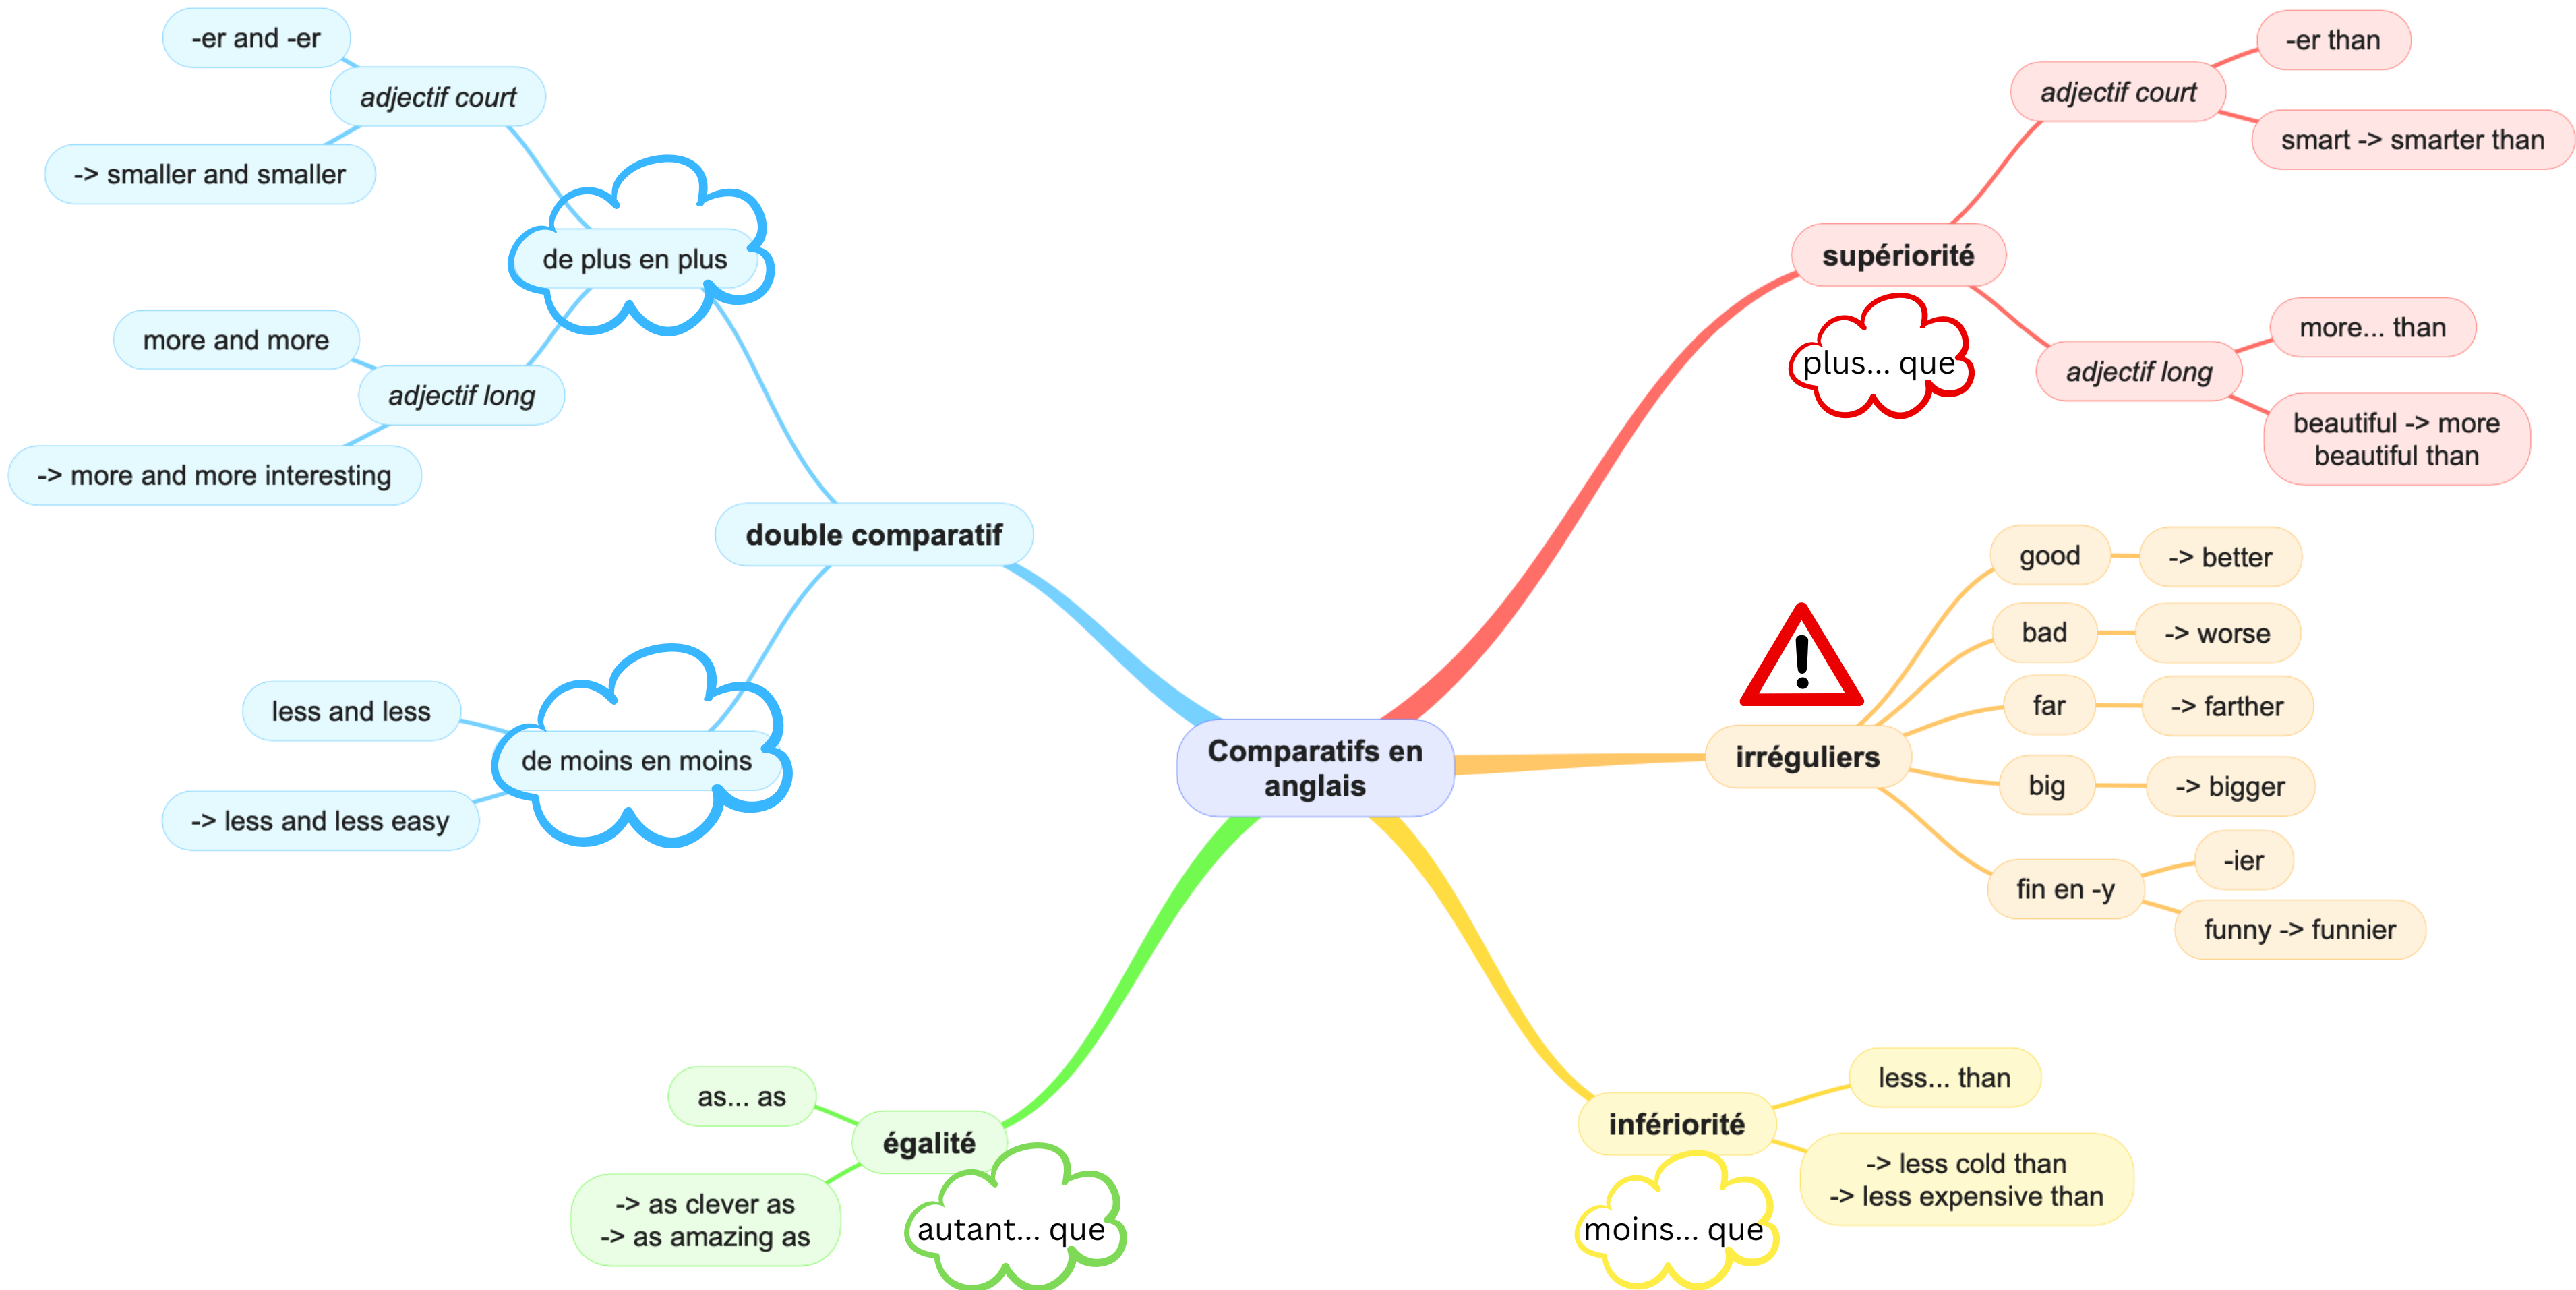 Comparatifs en
anglais
supériorité
plus... que
adjectif court
-er than
smart -> smarter than
adjectif long
more... than
beautiful -> more
beautiful than
irréguliers
good
-> better
bad
-> worse
far
-> farther
big
-> bigger
fin en -y
-ier
funny -> funnier
infériorité
moins... que
less... than
-> less cold than
-> less expensive than
égalité
autant... que
as... as
-> as clever as
-> as amazing as
double comparatif
de plus en plus
adjectif court
-er and -er
-> smaller and smaller
adjectif long
more and more
-> more and more interesting
de moins en moins
less and less
-> less and less easy